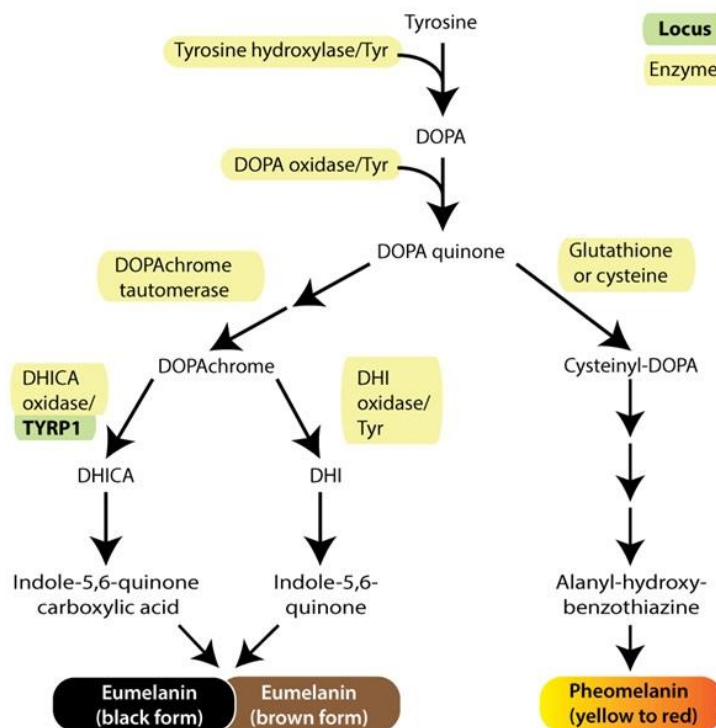 Tyrosine
Locus
Tyrosine hydroxylase/Tyr
Enzyme
DOPA
DOPA oxidase/Tyr
DOPA quinone
Glutathione
or cysteine
DOPAchrome
tautomerase
DOPAchrome
Cysteinyl-DOPA
DHICA
oxidase/
TYRP1
DHI
oxidase/
Tyr
DHICA
DHI
Indole-5,6-quinone
carboxylic acid
Indole-5,6-
quinone
Alanyl-hydroxy-
benzothiazine
Eumelanin
(black form)
Eumelanin
(brown form)
Pheomelanin
(yellow to red)